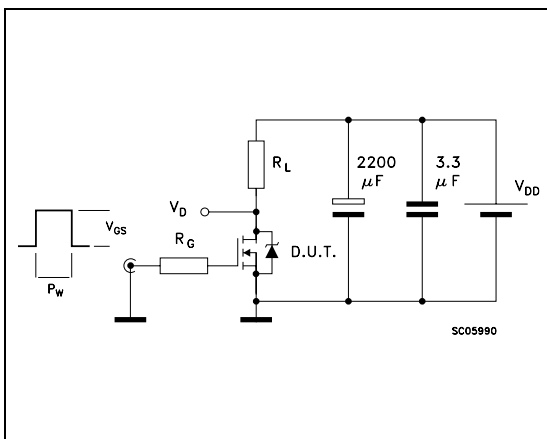 R_L
2200 μF
3.3 μF
V_DD
V_D
V_GS
R_G
D.U.T.
P_W
SC05990